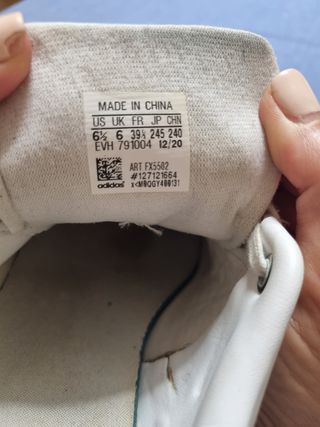 MADE IN CHINA
US UK FR JP CHN
6½ 6 39⅓ 245 240
EVH 791004 12/20
ART FX5502
#127121664
adidas
X<M0QGY400131